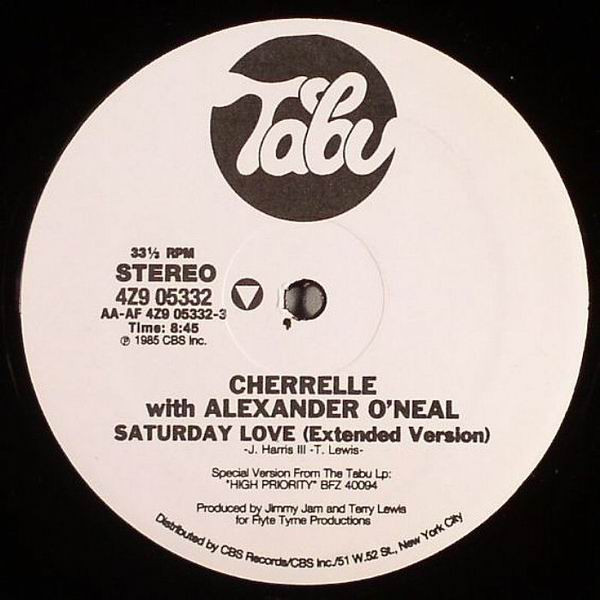 Tabu
33⅓ RPM
STEREO
4Z9 05332
AA-AF 4Z9 05332-3
Time: 8:45
℗ 1985 CBS Inc.
CHERRELLE
with ALEXANDER O'NEAL
SATURDAY LOVE (Extended Version)
-J. Harris III -T. Lewis-
Special Version From The Tabu Lp:
"HIGH PRIORITY" BFZ 40094
Produced by Jimmy Jam and Terry Lewis
for Flyte Tyme Productions
Distributed by CBS Records/CBS Inc./51 W.52 St., New York City